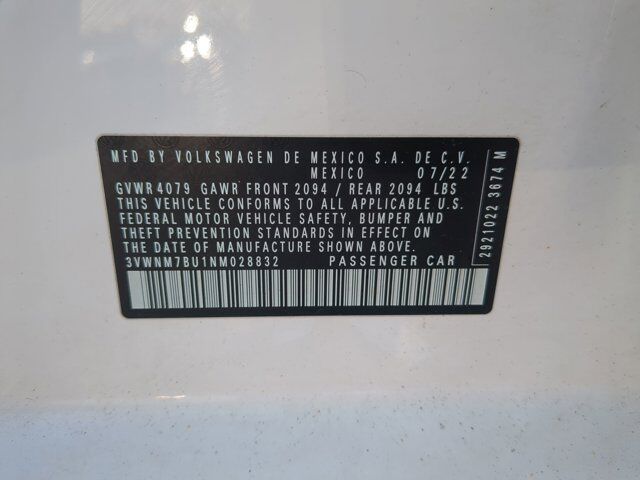 MFD BY VOLKSWAGEN DE MEXICO S.A. DE C.V.
MEXICO 07/22
GVWR 4079 GAWR FRONT 2094 / REAR 2094 LBS
THIS VEHICLE CONFORMS TO ALL APPLICABLE U.S.
FEDERAL MOTOR VEHICLE SAFETY, BUMPER AND
THEFT PREVENTION STANDARDS IN EFFECT ON
THE DATE OF MANUFACTURE SHOWN ABOVE.
3VWNM7BU1NM028832 PASSENGER CAR
2921022 3674 M